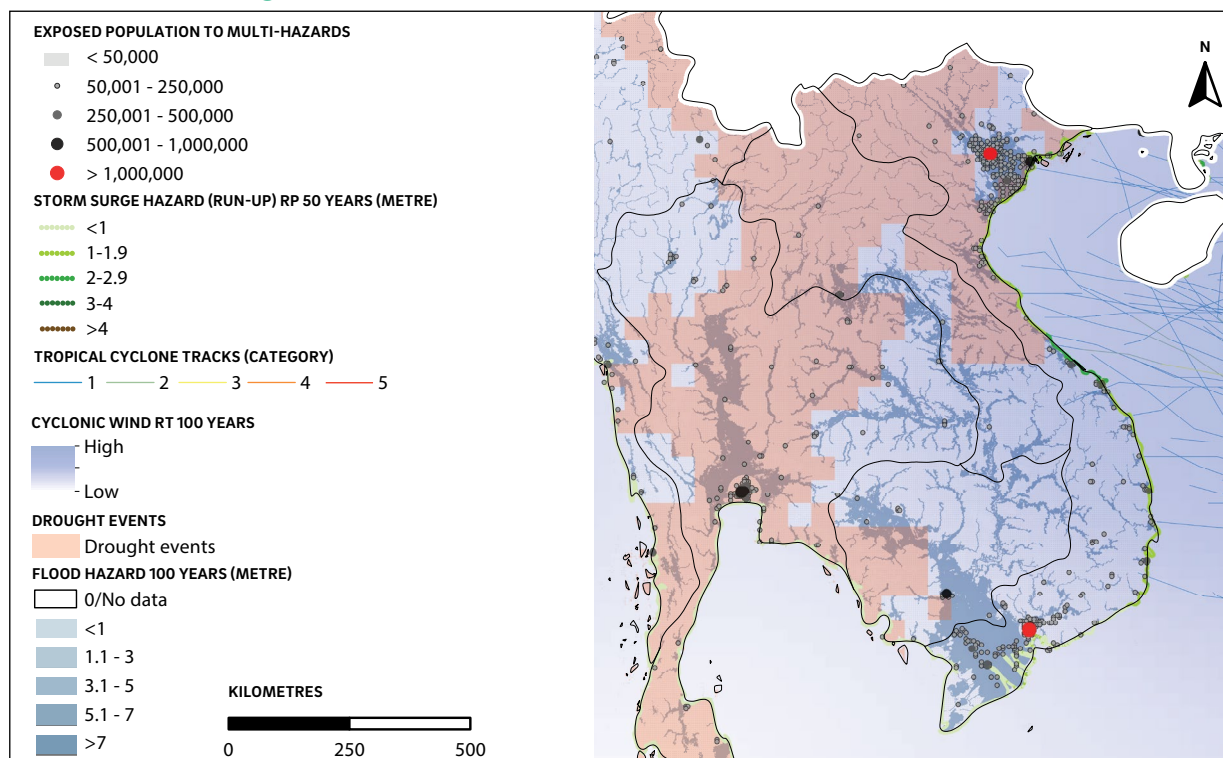 EXPOSED POPULATION TO MULTI-HAZARDS
< 50,000
50,001 - 250,000
250,001 - 500,000
500,001 - 1,000,000
> 1,000,000
STORM SURGE HAZARD (RUN-UP) RP 50 YEARS (METRE)
<1
1-1.9
2-2.9
3-4
>4
TROPICAL CYCLONE TRACKS (CATEGORY)
1 2 3 4 5
CYCLONIC WIND RT 100 YEARS
High
Low
DROUGHT EVENTS
Drought events
FLOOD HAZARD 100 YEARS (METRE)
0/No data
<1
1.1 - 3
3.1 - 5
5.1 - 7
>7
KILOMETRES
0 250 500
N